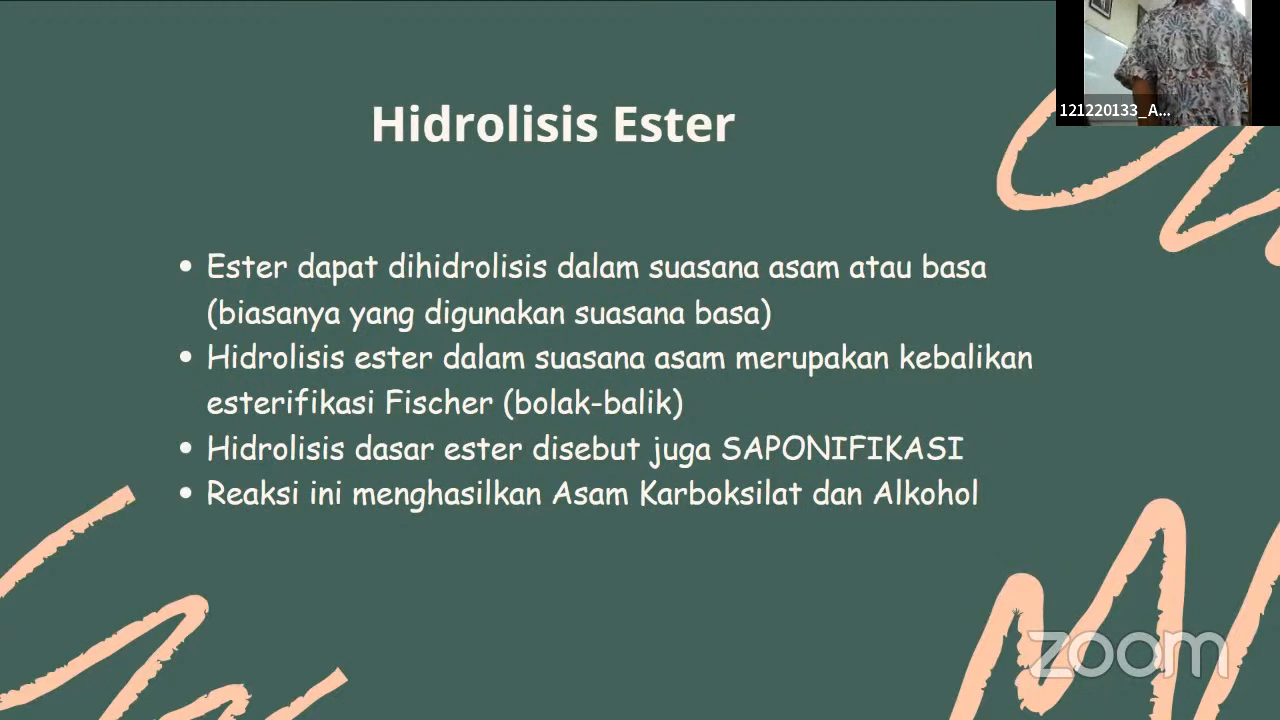 121220133_A...
Hidrolisis Ester
• Ester dapat dihidrolisis dalam suasana asam atau basa
(biasanya yang digunakan suasana basa)
• Hidrolisis ester dalam suasana asam merupakan kebalikan
esterifikasi Fischer (bolak-balik)
• Hidrolisis dasar ester disebut juga SAPONIFIKASI
• Reaksi ini menghasilkan Asam Karboksilat dan Alkohol
zoom